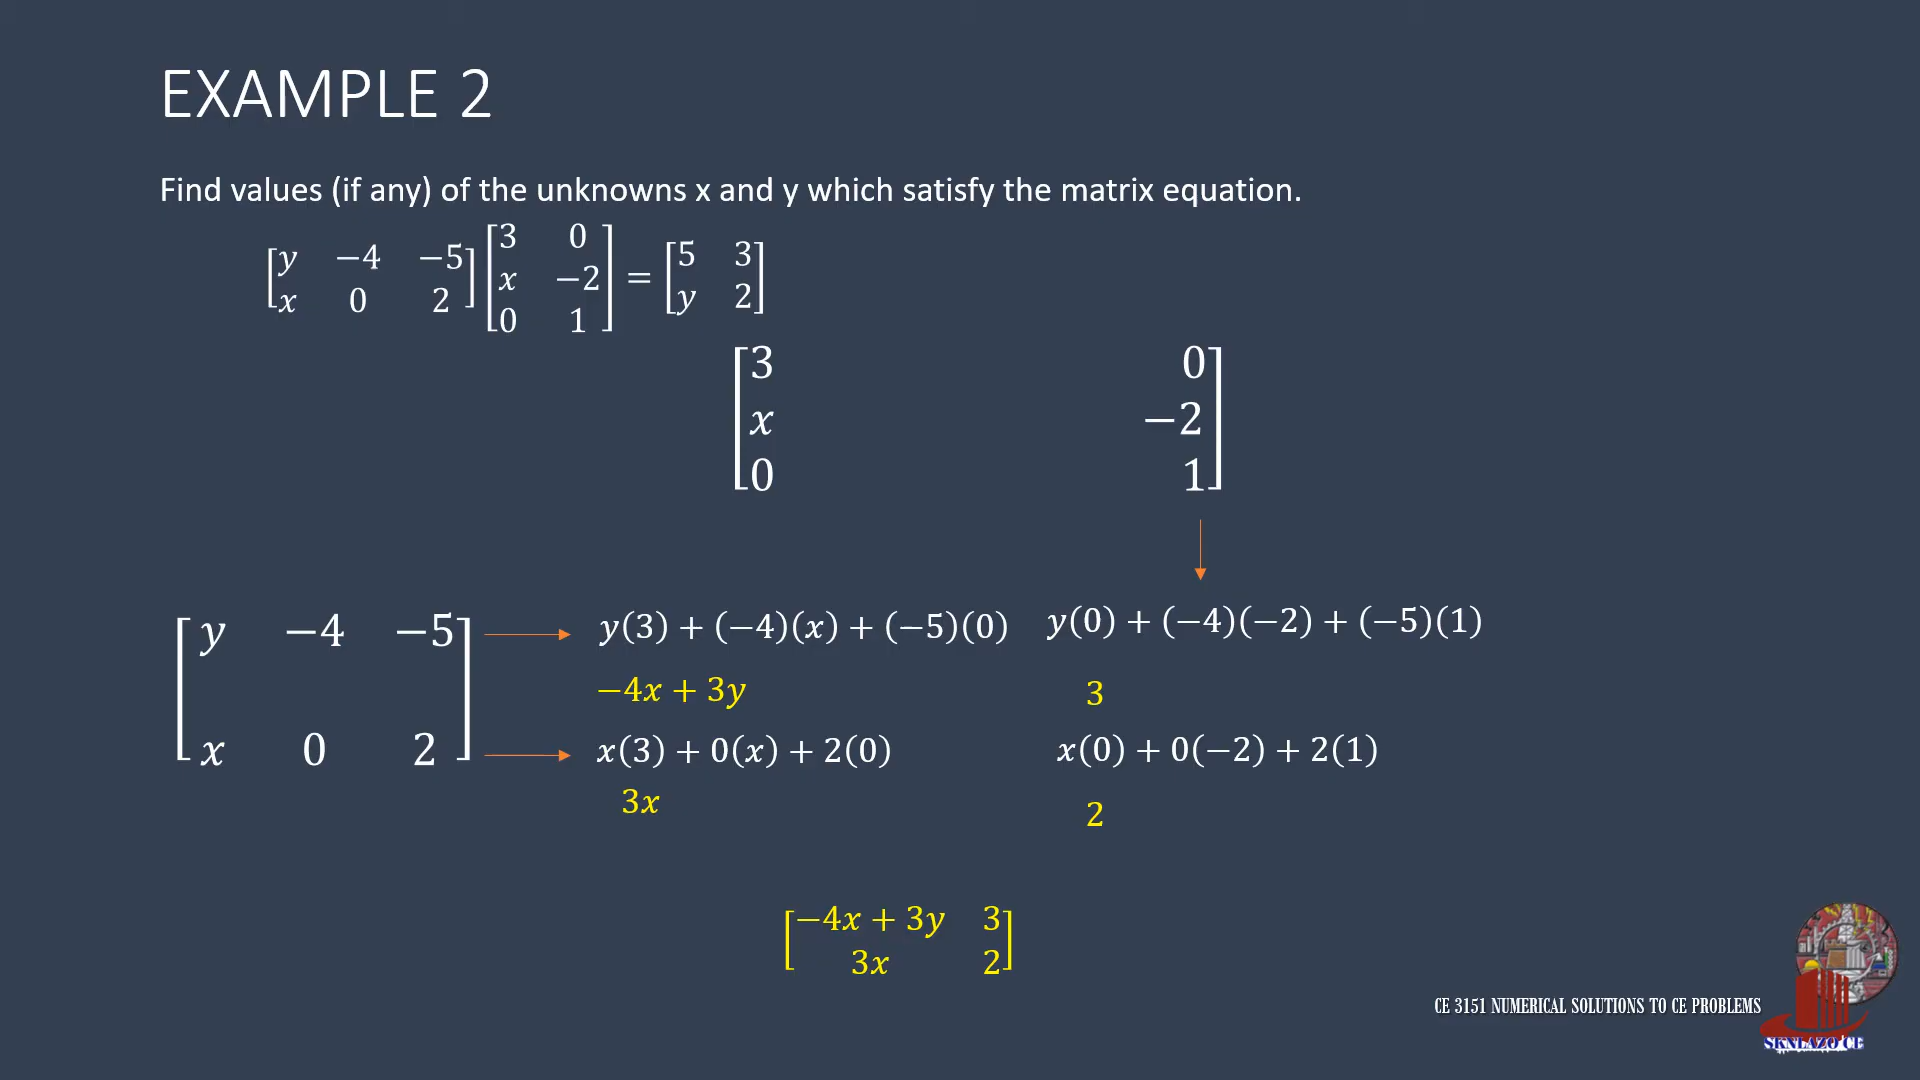 EXAMPLE 2
Find values (if any) of the unknowns x and y which satisfy the matrix equation.
[y −4 −5] [3 0] = [5 3]
[x 0 2] [x −2] [y 2]
[0 1]
[3 0]
[x −2]
[0 1]
[y −4 −5] y(3) + (−4)(x) + (−5)(0) y(0) + (−4)(−2) + (−5)(1)
−4x + 3y 3
[x 0 2] x(3) + 0(x) + 2(0) x(0) + 0(−2) + 2(1)
3x 2
[−4x + 3y 3]
[3x 2]
CE 3151 NUMERICAL SOLUTIONS TO CE PROBLEMS
SKNLAZO CE